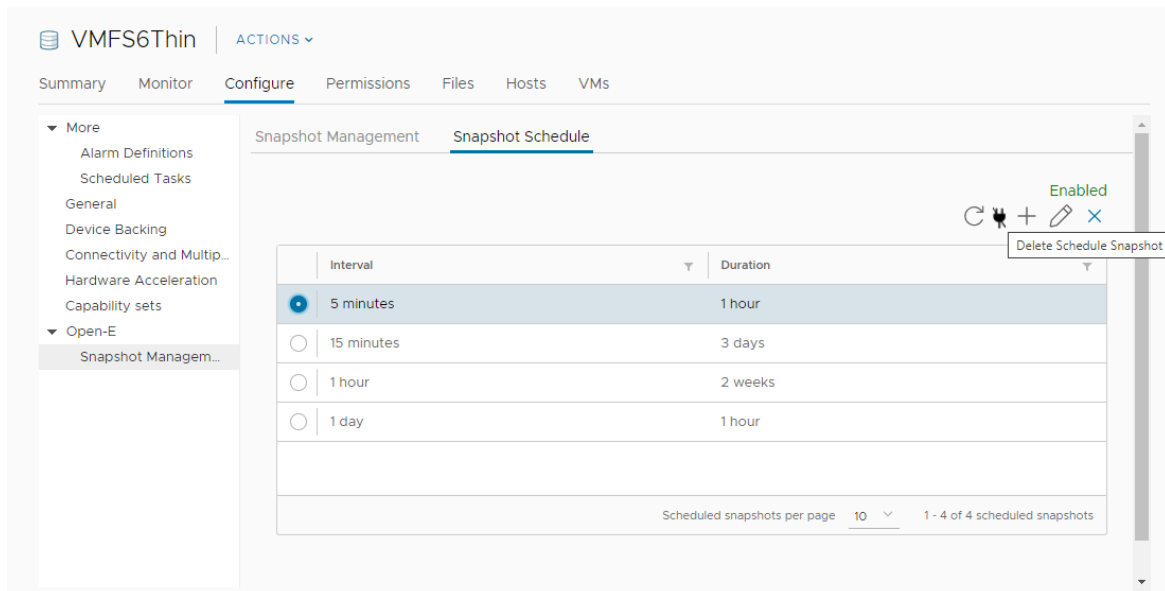 VMFS6Thin ACTIONS
Summary Monitor Configure Permissions Files Hosts VMs
More
Alarm Definitions
Scheduled Tasks
General
Device Backing
Connectivity and Multip...
Hardware Acceleration
Capability sets
Open-E
Snapshot Managem...
Snapshot Management Snapshot Schedule
Enabled
Delete Schedule Snapshot
Interval Duration
5 minutes 1 hour
15 minutes 3 days
1 hour 2 weeks
1 day 1 hour
Scheduled snapshots per page 10 1 - 4 of 4 scheduled snapshots